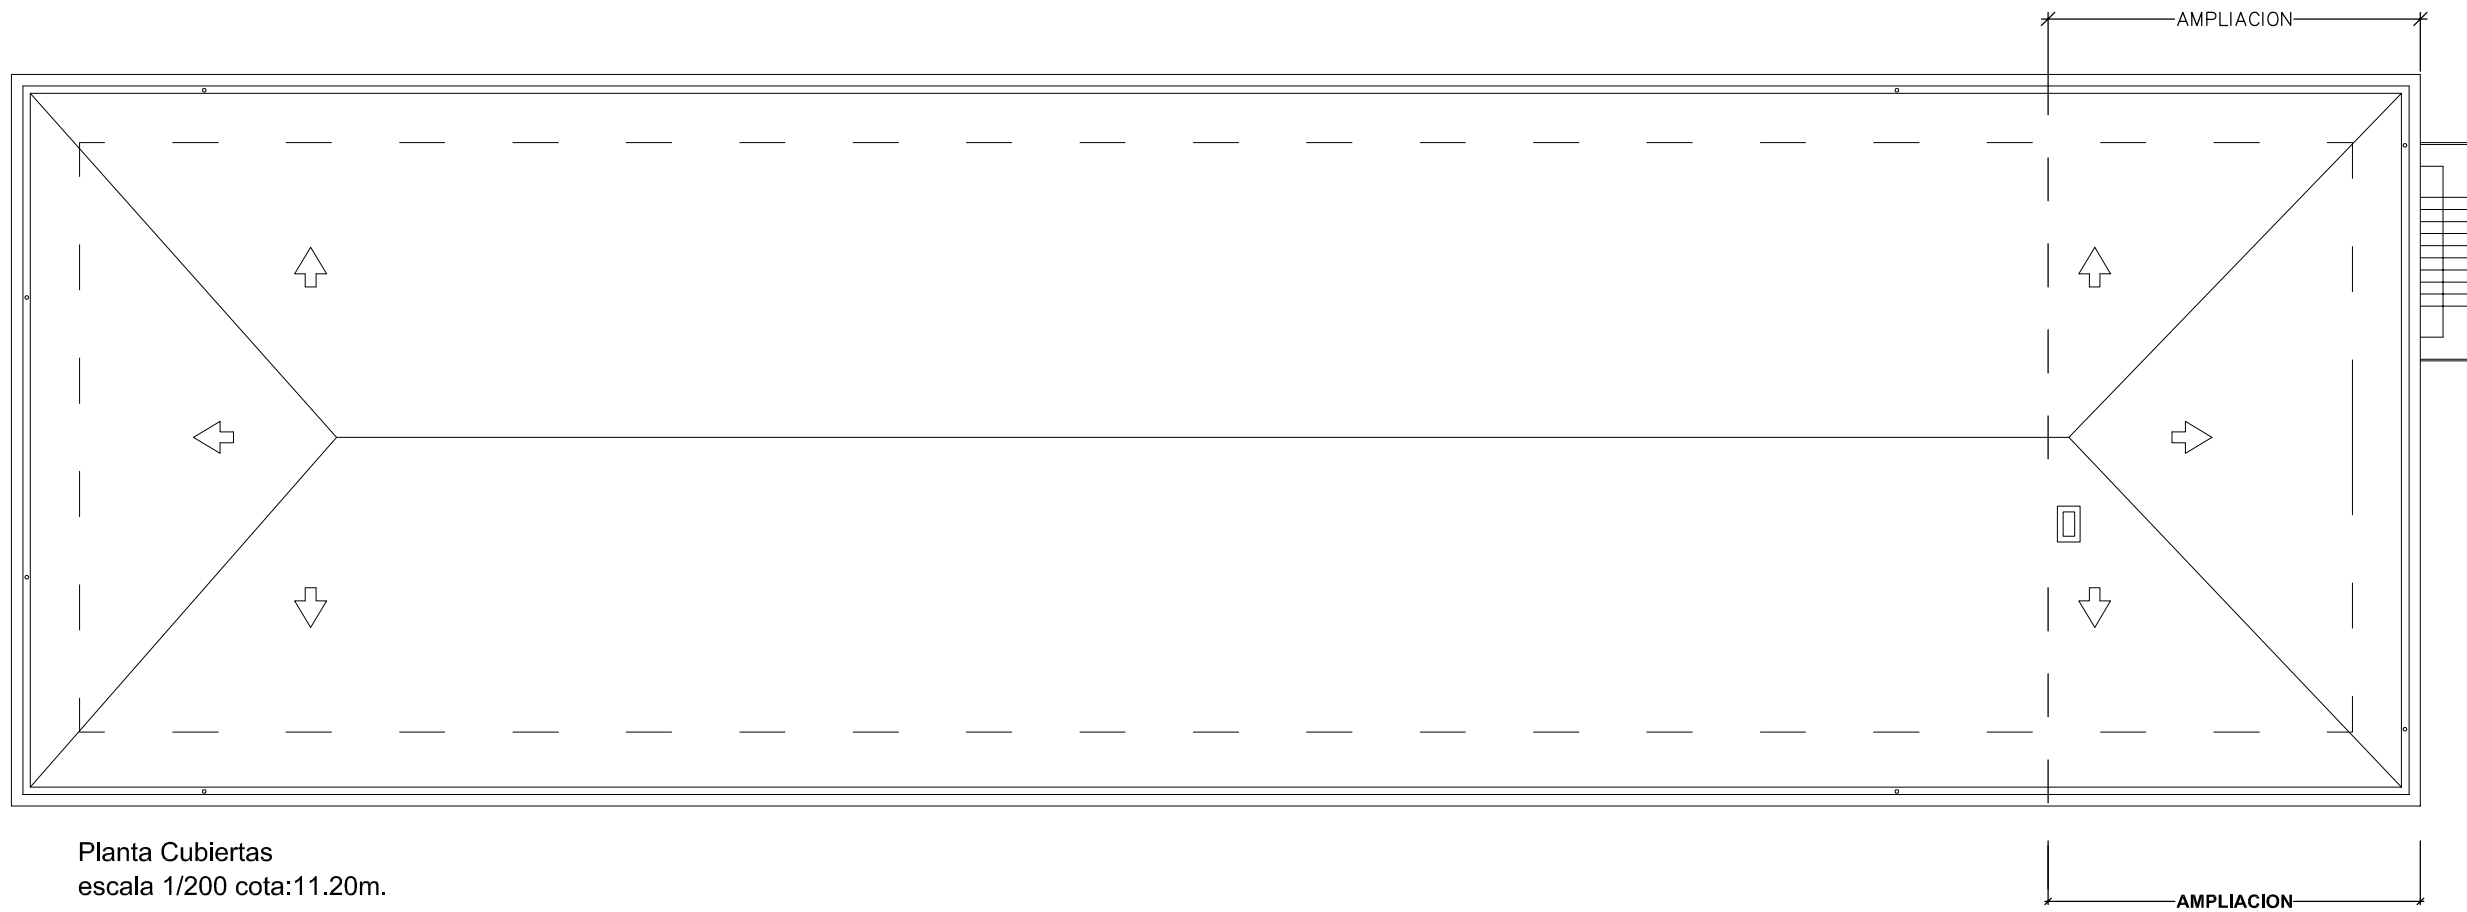 AMPLIACION
Planta Cubiertas
escala 1/200 cota:11.20m.
AMPLIACION